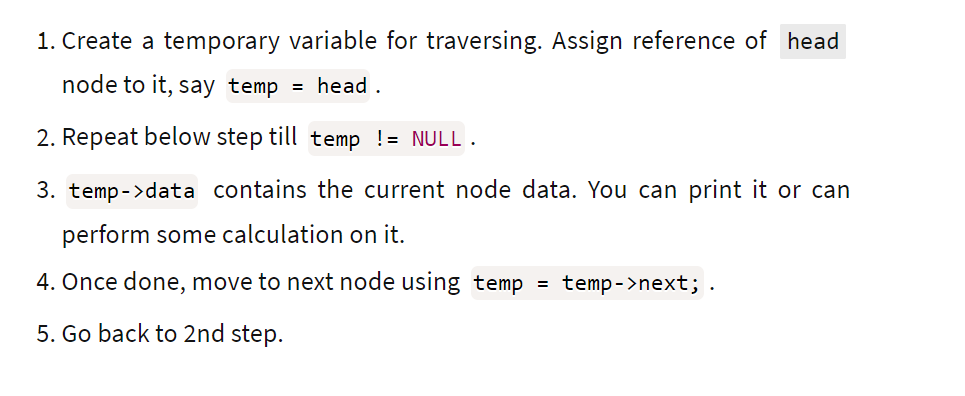 1. Create a temporary variable for traversing. Assign reference of head
node to it, say temp = head .
2. Repeat below step till temp != NULL .
3. temp->data contains the current node data. You can print it or can
perform some calculation on it.
4. Once done, move to next node using temp = temp->next; .
5. Go back to 2nd step.